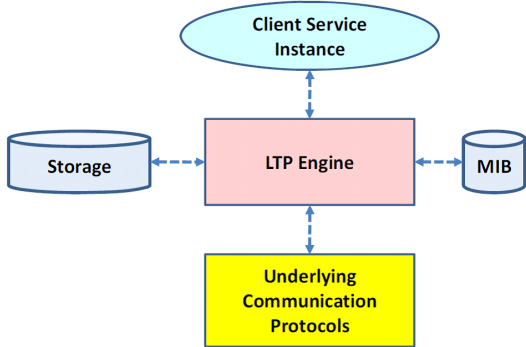 Client Service
Instance
Storage
LTP Engine
MIB
Underlying
Communication
Protocols